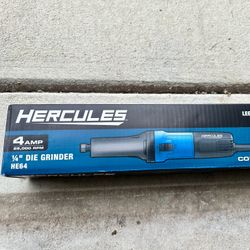 HERCULES
4 AMP
25,000 RPM
¼" DIE GRINDER
HE64
HERCULES